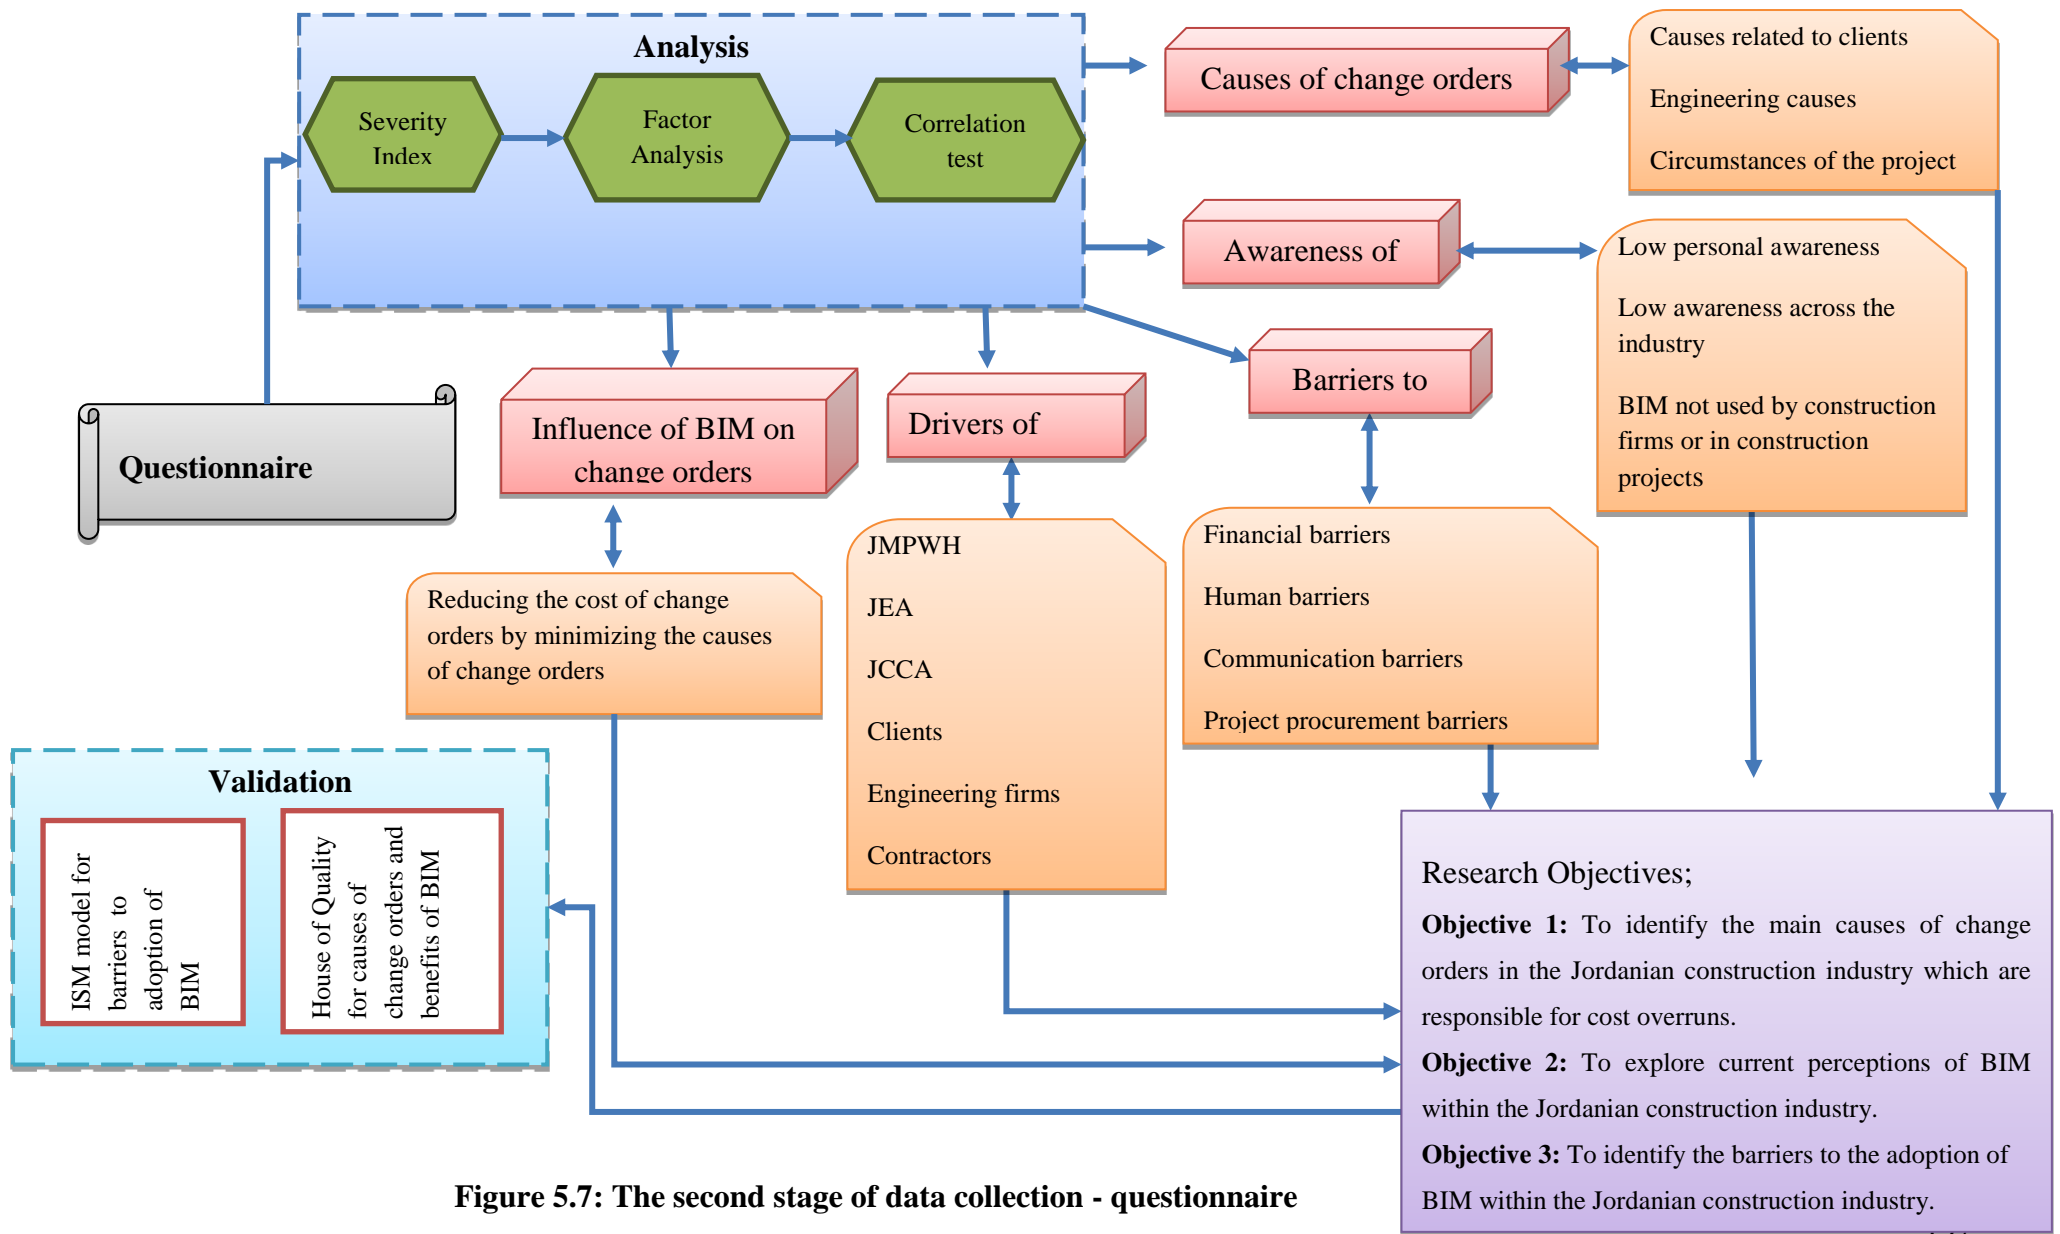 Analysis
Severity
Index
Factor
Analysis
Correlation
test
Causes of change orders
Causes related to clients
Engineering causes
Circumstances of the project
Awareness of
Low personal awareness
Low awareness across the
industry
BIM not used by construction
firms or in construction
projects
Barriers to
Drivers of
Influence of BIM on
change orders
Questionnaire
Financial barriers
Human barriers
Communication barriers
Project procurement barriers
JMPWH
JEA
JCCA
Clients
Engineering firms
Contractors
Reducing the cost of change
orders by minimizing the causes
of change orders
Validation
ISM model for
barriers to
adoption of
BIM
House of Quality
for causes of
change orders and
benefits of BIM
Research Objectives;
Objective 1: To identify the main causes of change
orders in the Jordanian construction industry which are
responsible for cost overruns.
Objective 2: To explore current perceptions of BIM
within the Jordanian construction industry.
Objective 3: To identify the barriers to the adoption of
BIM within the Jordanian construction industry.
Figure 5.7: The second stage of data collection - questionnaire